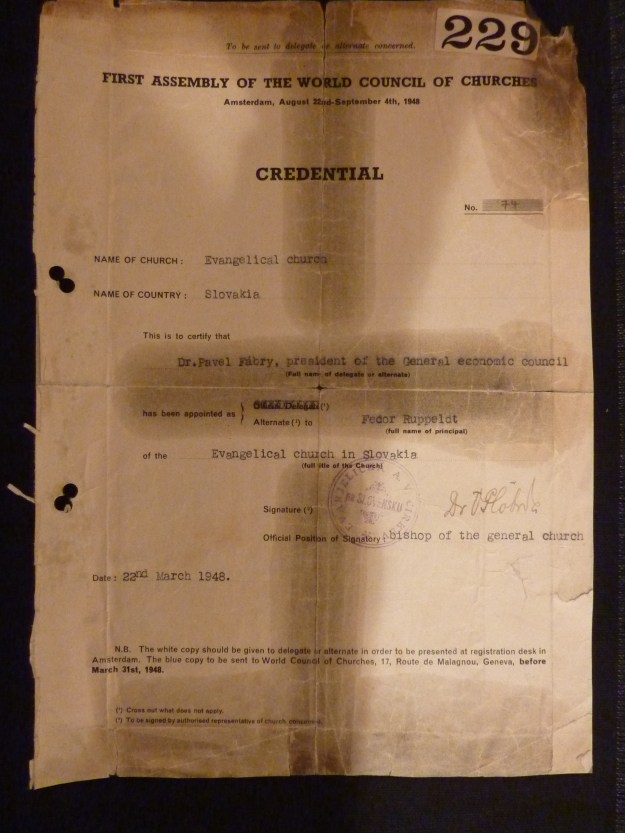 229
To be sent to delegate or alternate concerned.
FIRST ASSEMBLY OF THE WORLD COUNCIL OF CHURCHES
Amsterdam, August 22nd-September 4th, 1948
CREDENTIAL
No. 74
NAME OF CHURCH : Evangelical church
NAME OF COUNTRY : Slovakia
This is to certify that
Dr.Pavel Fábry, president of the General economic council
(Full name of delegate or alternate)
has been appointed as }
Alternate (¹) to Fedor Ruppeldt
(full name of principal)
of the Evangelical church in Slovakia
(full title of the Church)
Signature (²)
Official Position of Signatory : bishop of the general church
Date : 22nd March 1948.
N.B. The white copy should be given to delegate or alternate in order to be presented at registration desk in
Amsterdam. The blue copy to be sent to World Council of Churches, 17, Route de Malagnou, Geneva, before
March 31st, 1948.
(¹) Cross out what does not apply.
(²) To be signed by authorised representative of church